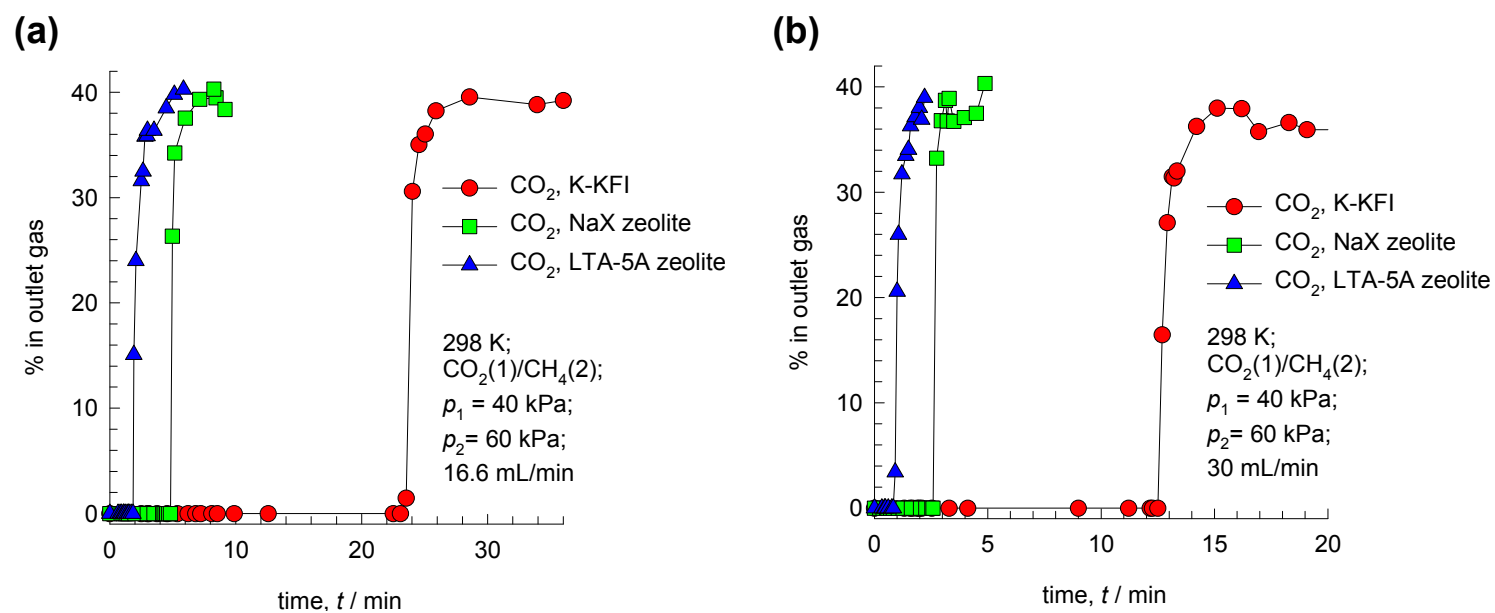 (a)
% in outlet gas
40
30
20
10
0
0
10
20
30
time, t / min
CO₂, K-KFI
CO₂, NaX zeolite
CO₂, LTA-5A zeolite
298 K;
CO₂(1)/CH₄(2);
p₁ = 40 kPa;
p₂= 60 kPa;
16.6 mL/min
(b)
% in outlet gas
40
30
20
10
0
0
5
10
15
20
time, t / min
CO₂, K-KFI
CO₂, NaX zeolite
CO₂, LTA-5A zeolite
298 K;
CO₂(1)/CH₄(2);
p₁ = 40 kPa;
p₂= 60 kPa;
30 mL/min